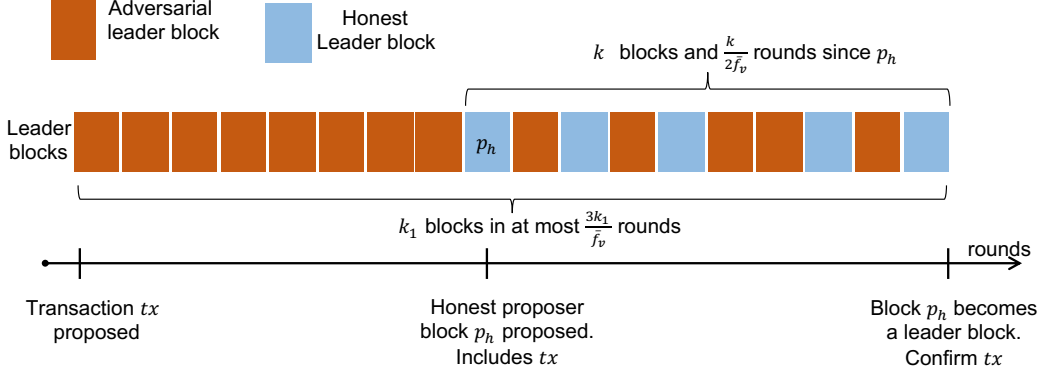 Adversarial
leader block
Honest
Leader block
k blocks and k/2f̄_v rounds since p_h
Leader
blocks
p_h
k_1 blocks in at most 3k_1/f̄_v rounds
rounds
Transaction tx
proposed
Honest proposer
block p_h proposed.
Includes tx
Block p_h becomes
a leader block.
Confirm tx